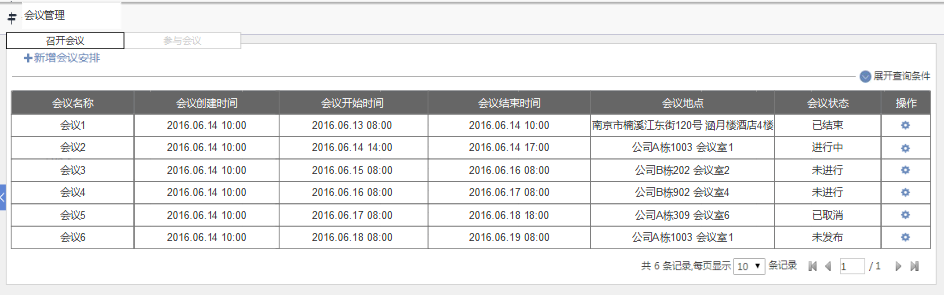 会议管理
召开会议 参与会议
新增会议安排
展开查询条件
会议名称 会议创建时间 会议开始时间 会议结束时间 会议地点 会议状态 操作
会议1 2016.06.14 10:00 2016.06.13 08:00 2016.06.14 10:00 南京市楠溪江东街120号 涵月楼酒店4楼 已结束
会议2 2016.06.14 10:00 2016.06.14 14:00 2016.06.14 17:00 公司A栋1003 会议室1 进行中
会议3 2016.06.14 10:00 2016.06.15 08:00 2016.06.16 08:00 公司B栋202 会议室2 未进行
会议4 2016.06.14 10:00 2016.06.16 08:00 2016.06.17 08:00 公司B栋902 会议室4 未进行
会议5 2016.06.14 10:00 2016.06.17 08:00 2016.06.18 18:00 公司A栋309 会议室6 已取消
会议6 2016.06.14 10:00 2016.06.18 08:00 2016.06.19 08:00 公司A栋1003 会议室1 未发布
共 6 条记录,每页显示 10 条记录 1 / 1